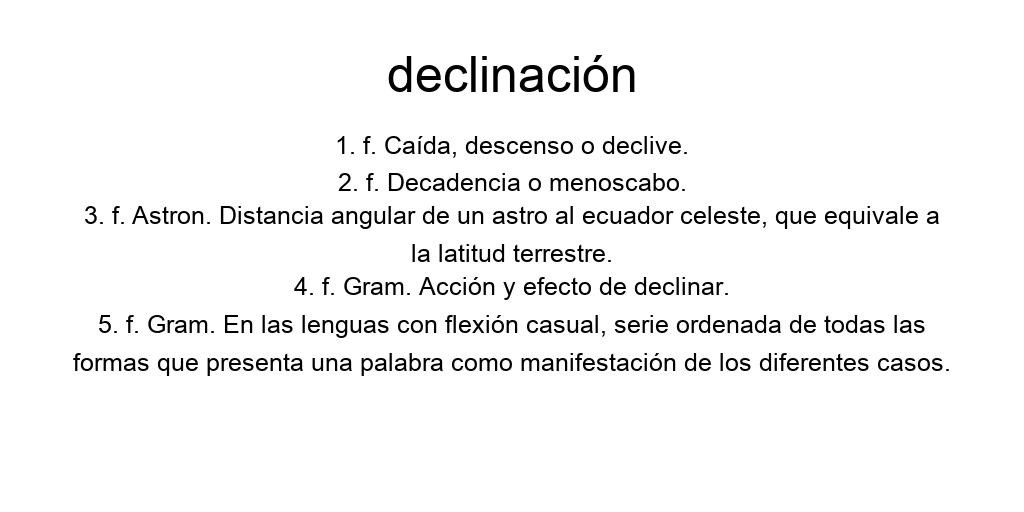 declinación
1. f. Caída, descenso o declive.
2. f. Decadencia o menoscabo.
3. f. Astron. Distancia angular de un astro al ecuador celeste, que equivale a
la latitud terrestre.
4. f. Gram. Acción y efecto de declinar.
5. f. Gram. En las lenguas con flexión casual, serie ordenada de todas las
formas que presenta una palabra como manifestación de los diferentes casos.